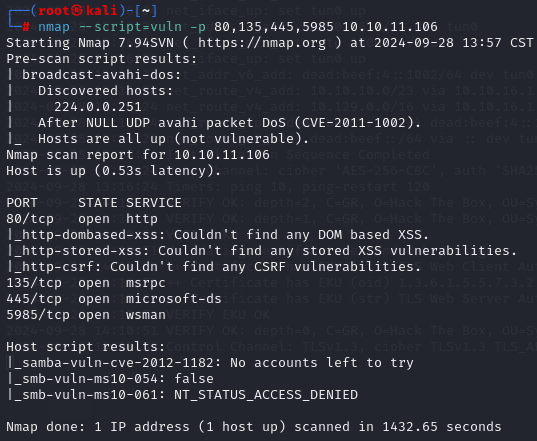 ┌──(root㉿kali)-[~]
└─# nmap --script=vuln -p 80,135,445,5985 10.10.11.106
Starting Nmap 7.94SVN ( https://nmap.org ) at 2024-09-28 13:57 CST
Pre-scan script results:
| broadcast-avahi-dos:
|   Discovered hosts:
|     224.0.0.251
|   After NULL UDP avahi packet DoS (CVE-2011-1002).
|_  Hosts are all up (not vulnerable).
Nmap scan report for 10.10.11.106
Host is up (0.53s latency).
PORT     STATE SERVICE
80/tcp   open  http
|_http-dombased-xss: Couldn't find any DOM based XSS.
|_http-stored-xss: Couldn't find any stored XSS vulnerabilities.
|_http-csrf: Couldn't find any CSRF vulnerabilities.
135/tcp  open  msrpc
445/tcp  open  microsoft-ds
5985/tcp open  wsman
Host script results:
|_samba-vuln-cve-2012-1182: No accounts left to try
|_smb-vuln-ms10-054: false
|_smb-vuln-ms10-061: NT_STATUS_ACCESS_DENIED
Nmap done: 1 IP address (1 host up) scanned in 1432.65 seconds